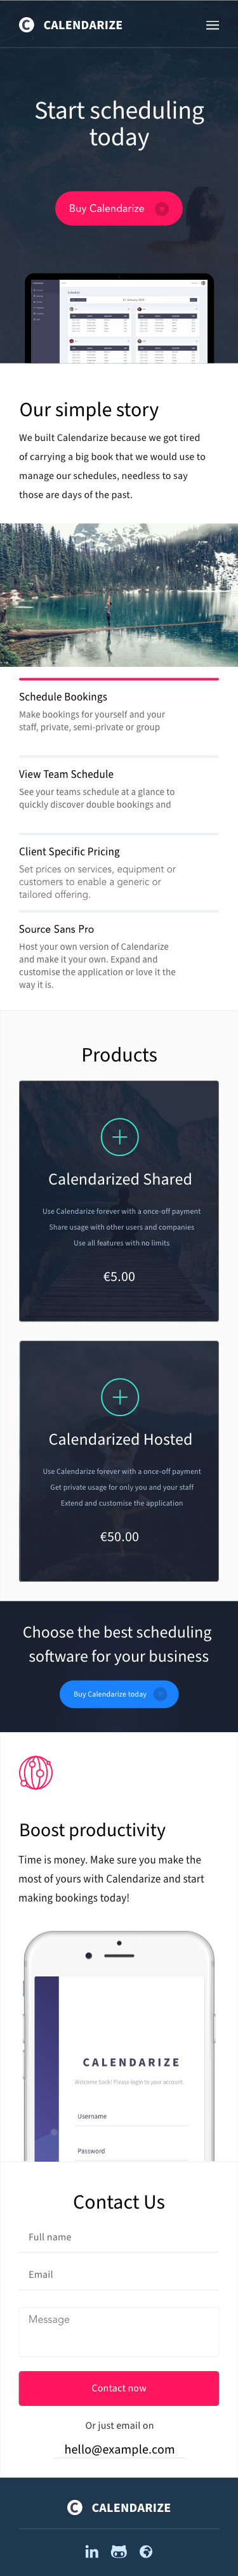 CALENDARIZE
Start scheduling
today
Buy Calendarize
Our simple story
We built Calendarize because we got tired
of carrying a big book that we would use to
manage our schedules, needless to say
those are days of the past.
Schedule Bookings
Make bookings for yourself and your
staff, private, semi-private or group
View Team Schedule
See your teams schedule at a glance to
quickly discover double bookings and
Client Specific Pricing
Set prices on services, equipment or
customers to enable a generic or
tailored offering.
Source Sans Pro
Host your own version of Calendarize
and make it your own. Expand and
customise the application or love it the
way it is.
Products
Calendarized Shared
Use Calendarize forever with a once-off payment
Share usage with other users and companies
Use all features with no limits
€5.00
Calendarized Hosted
Use Calendarize forever with a once-off payment
Get private usage for only you and your staff
Extend and customise the application
€50.00
Choose the best scheduling
software for your business
Buy Calendarize today
Boost productivity
Time is money. Make sure you make the
most of yours with Calendarize and start
making bookings today!
CALENDARIZE
Welcome back! Please login to your account.
Username
Password
Contact Us
Full name
Email
Message
Contact now
Or just email on
hello@example.com
CALENDARIZE